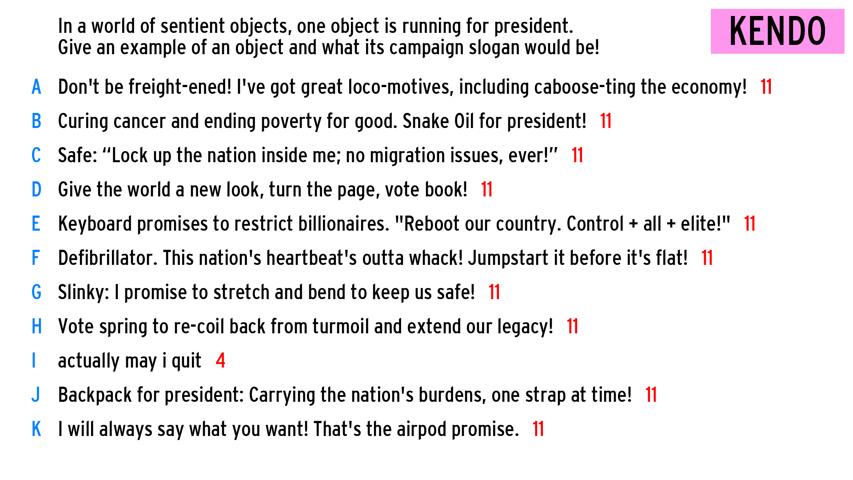 In a world of sentient objects, one object is running for president.
Give an example of an object and what its campaign slogan would be!
KENDO
A Don't be freight-ened! I've got great loco-motives, including caboose-ting the economy! 11
B Curing cancer and ending poverty for good. Snake Oil for president! 11
C Safe: “Lock up the nation inside me; no migration issues, ever!” 11
D Give the world a new look, turn the page, vote book! 11
E Keyboard promises to restrict billionaires. "Reboot our country. Control + all + elite!" 11
F Defibrillator. This nation's heartbeat's outta whack! Jumpstart it before it's flat! 11
G Slinky: I promise to stretch and bend to keep us safe! 11
H Vote spring to re-coil back from turmoil and extend our legacy! 11
I actually may i quit 4
J Backpack for president: Carrying the nation's burdens, one strap at time! 11
K I will always say what you want! That's the airpod promise. 11